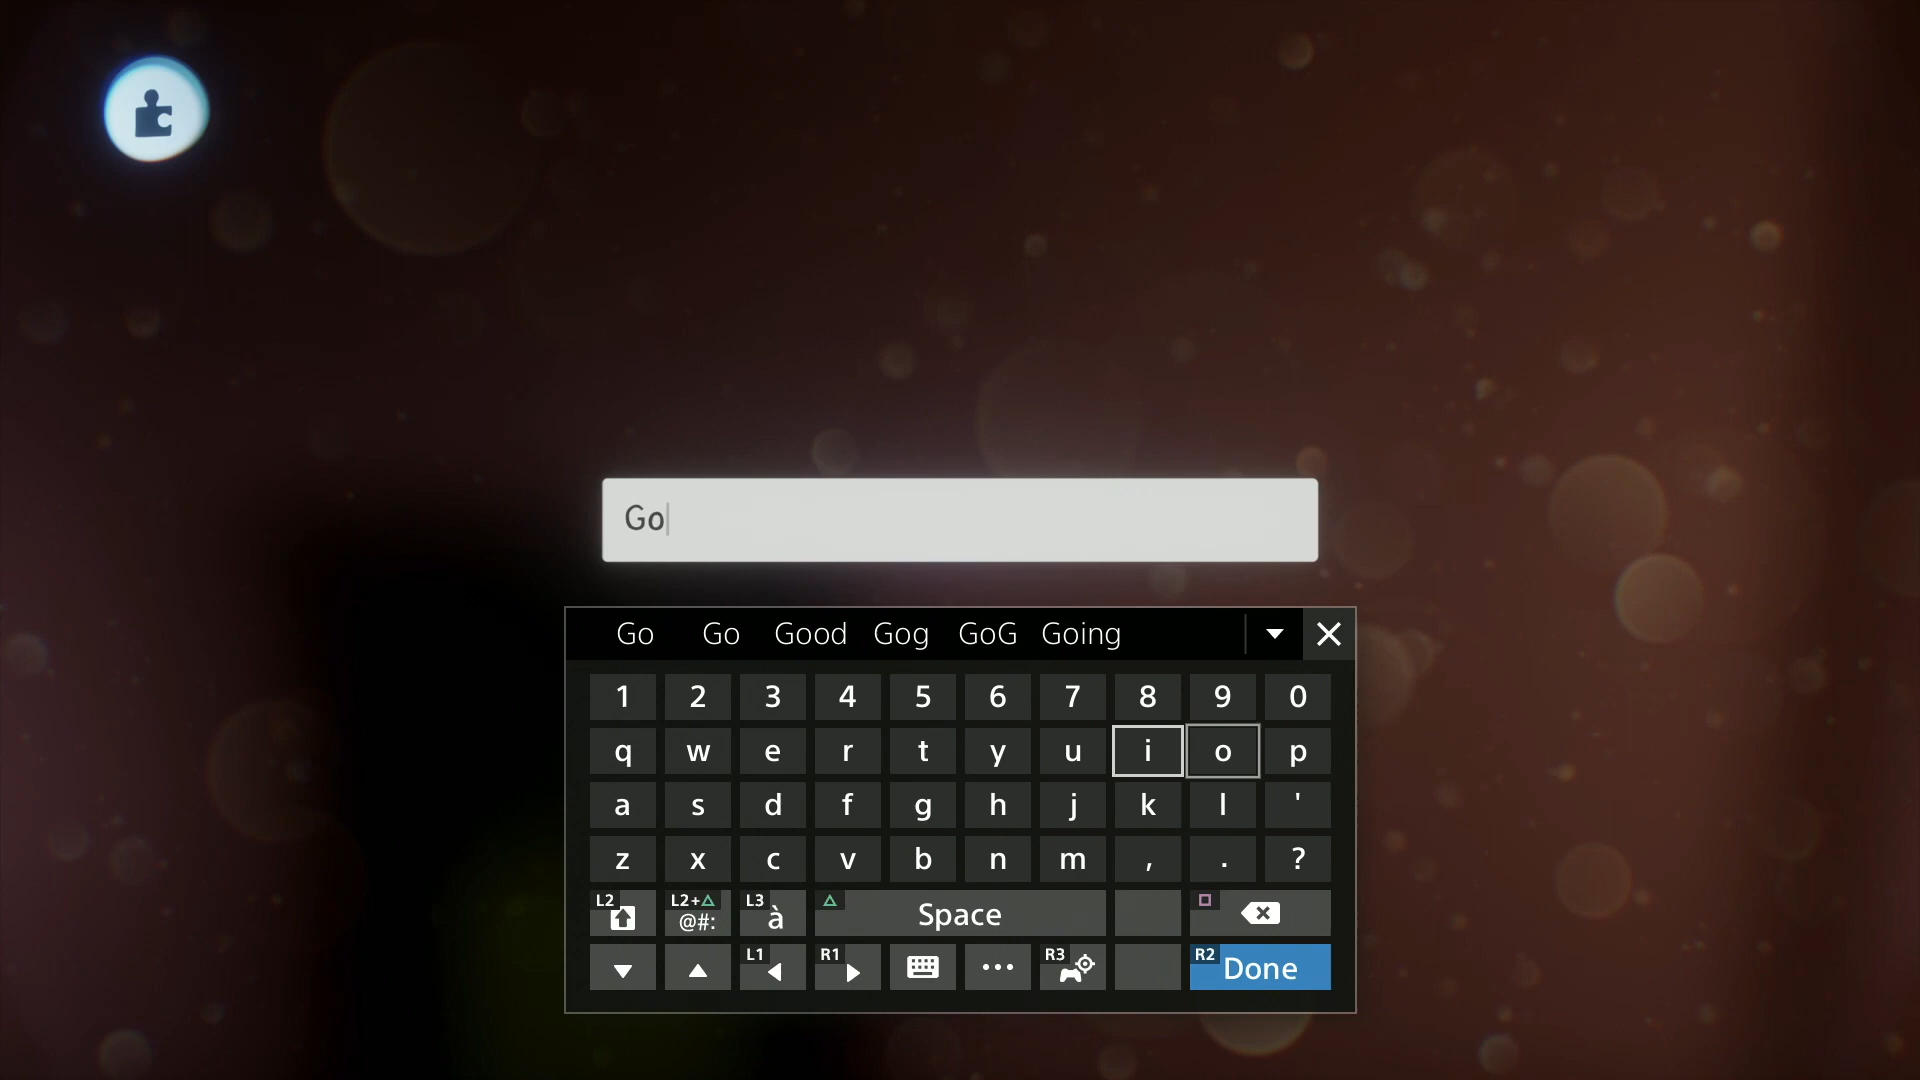 Go
Go Go Good Gog GoG Going
1 2 3 4 5 6 7 8 9 0
q w e r t y u i o p
a s d f g h j k l '
z x c v b n m , . ?
L2 L2+△ @#: L3 à △ Space
L1 R1 ... R3 R2 Done